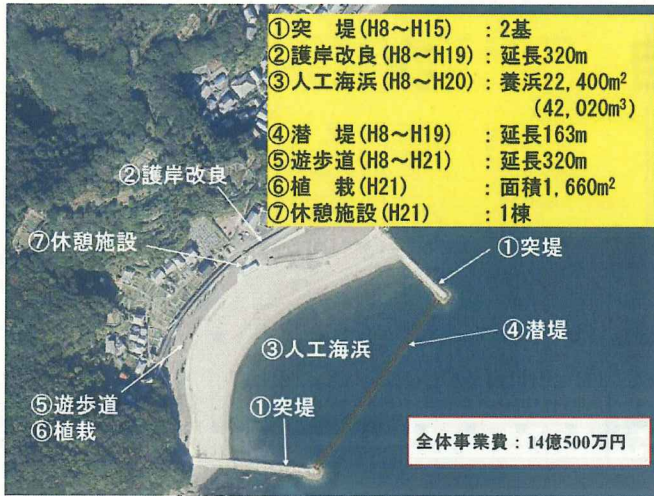 ①突　堤(H8～H15)　：2基
②護岸改良(H8～H19)：延長320m
③人工海浜(H8～H20)：養浜22,400m²
(42,020m³)
④潜　堤(H8～H19)　：延長163m
⑤遊歩道(H8～H21)　：延長320m
⑥植　栽(H21)　：面積1,660m²
⑦休憩施設(H21)　：1棟
②護岸改良
⑦休憩施設
①突堤
④潜堤
③人工海浜
⑤遊歩道
⑥植栽
①突堤
全体事業費：14億500万円